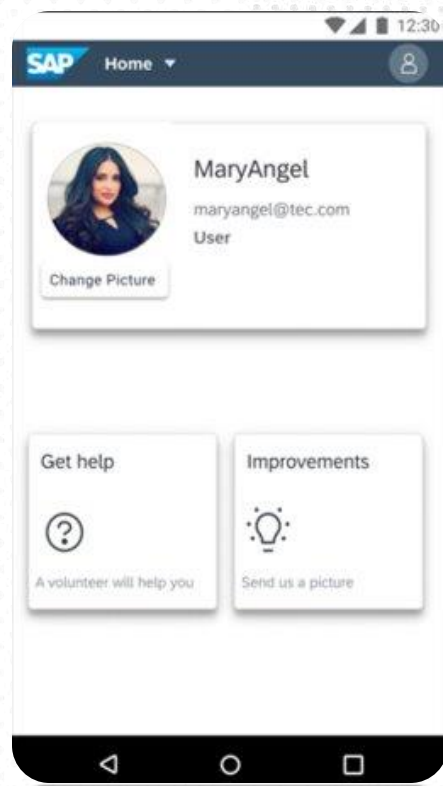 12:30
SAP Home
MaryAngel
maryangel@tec.com
User
Change Picture
Get help
Improvements
A volunteer will help you
Send us a picture